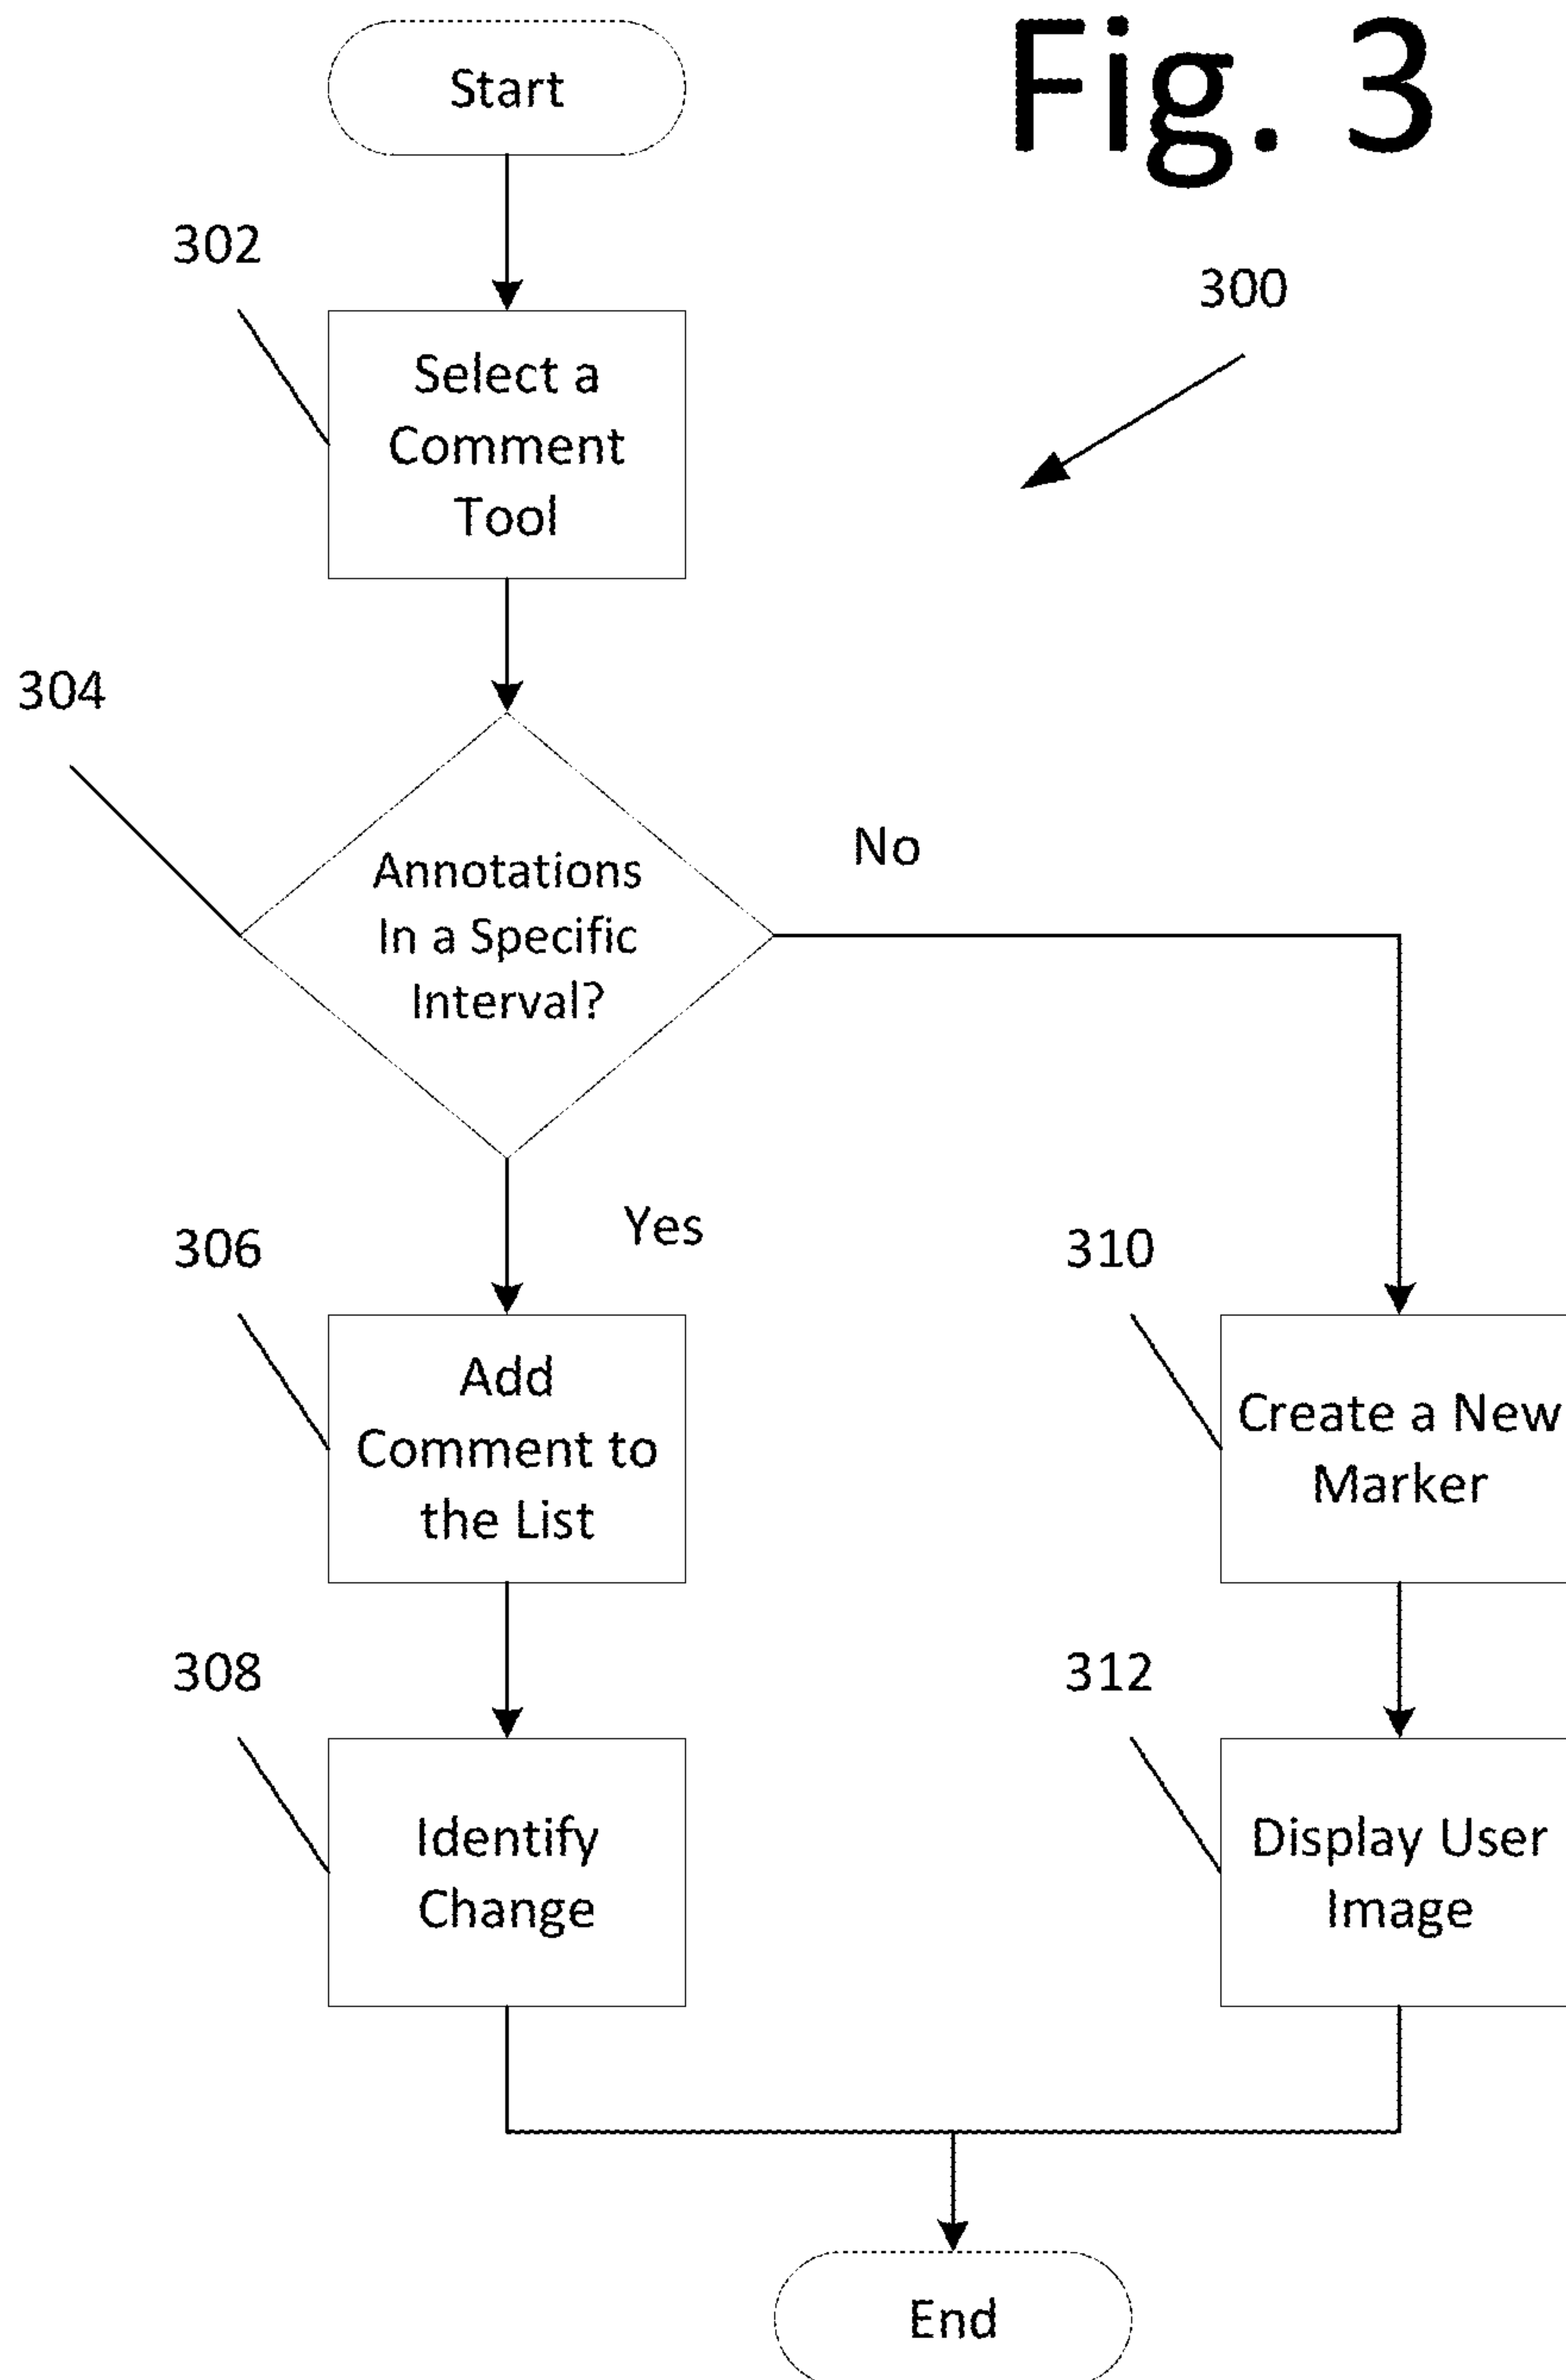 Fig. 3
Start
302
300
Select a
Comment
Tool
304
No
Annotations
In a Specific
Interval?
Yes
306
310
Add
Comment to
the List
Create a New
Marker
308
312
Identify
Change
Display User
Image
End